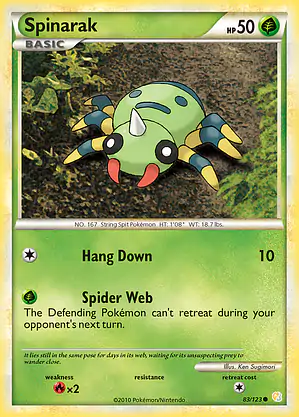 Spinarak HP 50
BASIC
NO. 167 String Spit Pokémon HT: 1'08" WT: 18.7 lbs.
Hang Down 10
Spider Web
The Defending Pokémon can't retreat during your
opponent's next turn.
It lies still in the same pose for days in its web, waiting for its unsuspecting prey to
wander close.
Illus. Ken Sugimori
weakness resistance retreat cost
×2
©2010 Pokémon/Nintendo 83/123